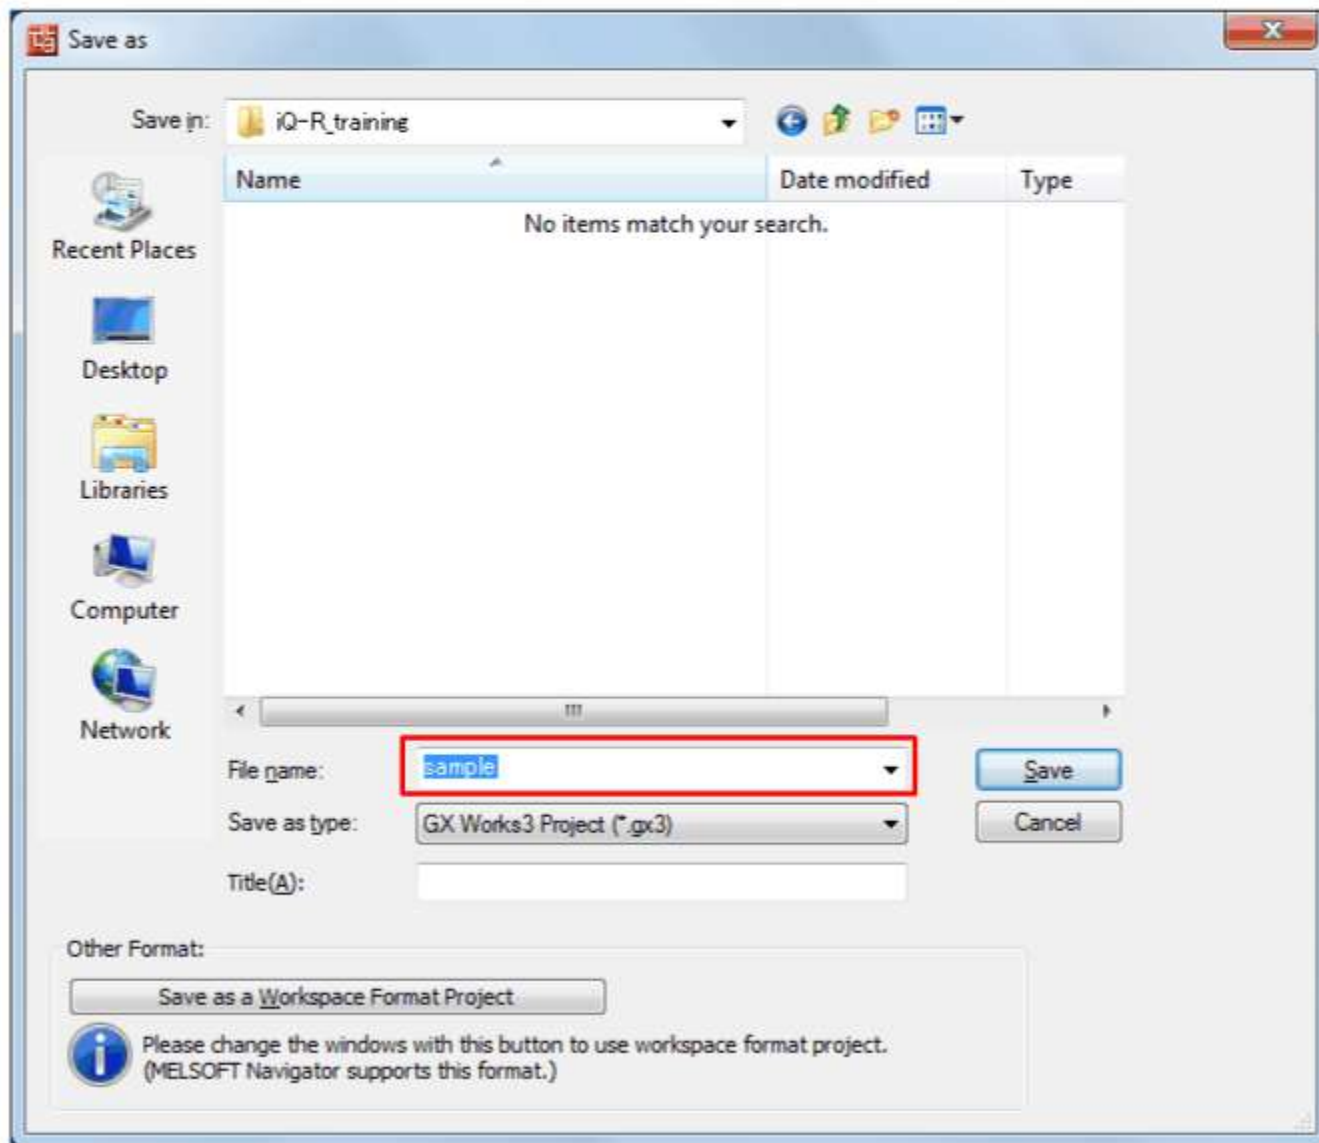 Save as
Save in:
iQ-R_training
Name
Date modified
Type
No items match your search.
Recent Places
Desktop
Libraries
Computer
Network
File name:
sample
Save
Save as type:
GX Works3 Project (*.gx3)
Cancel
Title(A):
Other Format:
Save as a Workspace Format Project
Please change the windows with this button to use workspace format project.
(MELSOFT Navigator supports this format.)